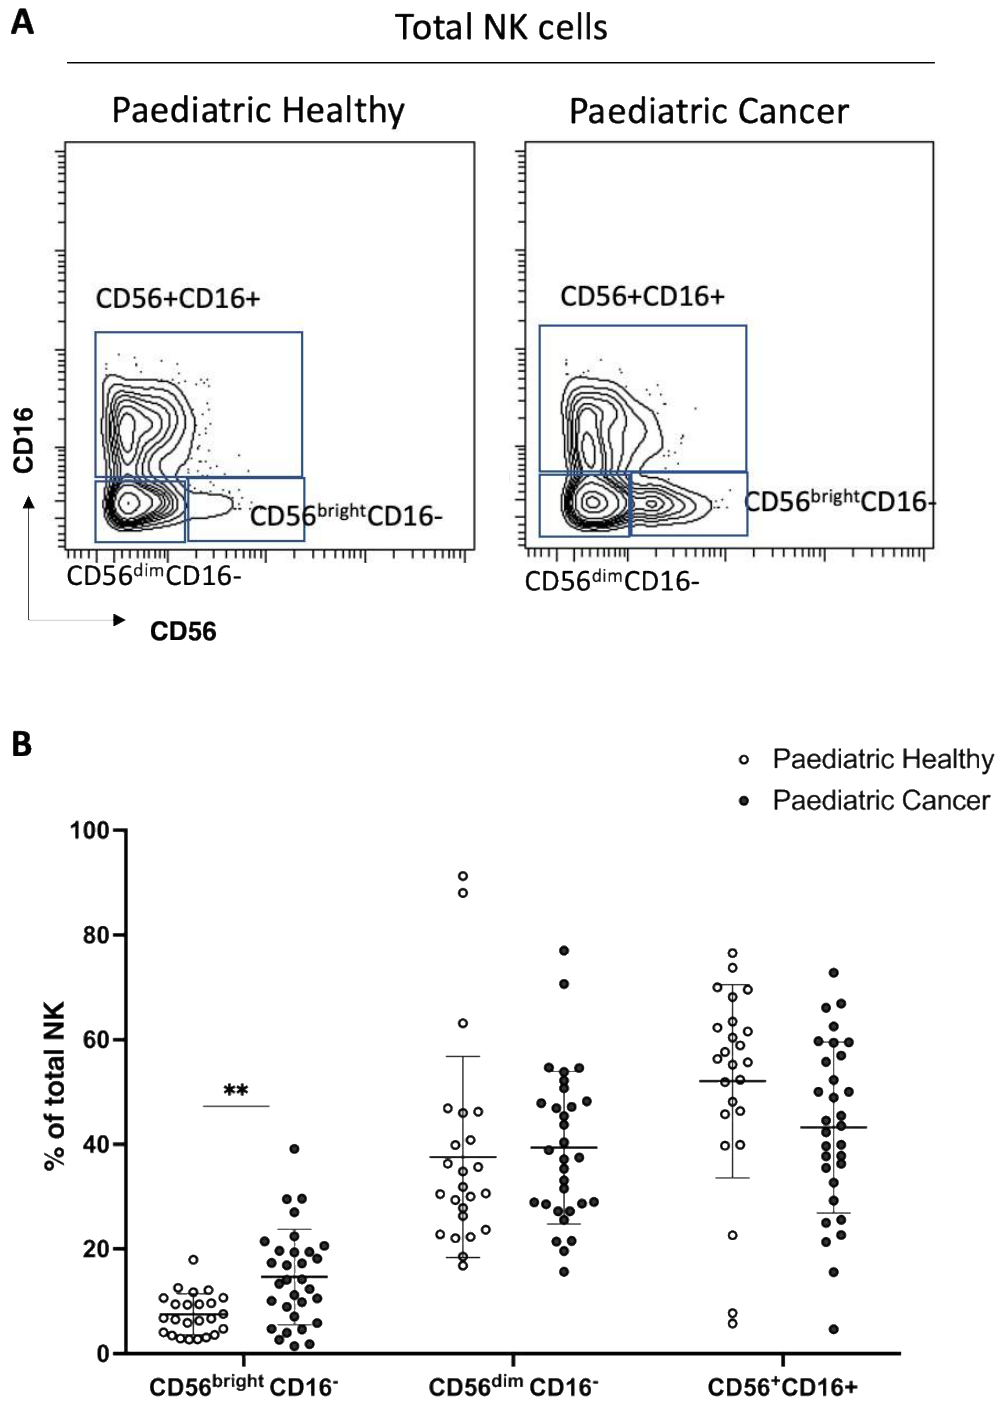 A
Total NK cells
Paediatric Healthy
Paediatric Cancer
CD56+CD16+
CD56+CD16+
CD16
CD56brightCD16-
CD56brightCD16-
CD56dimCD16-
CD56dimCD16-
CD56
B
Paediatric Healthy
Paediatric Cancer
% of total NK
100
80
60
40
20
0
**
CD56bright CD16-
CD56dim CD16-
CD56+CD16+